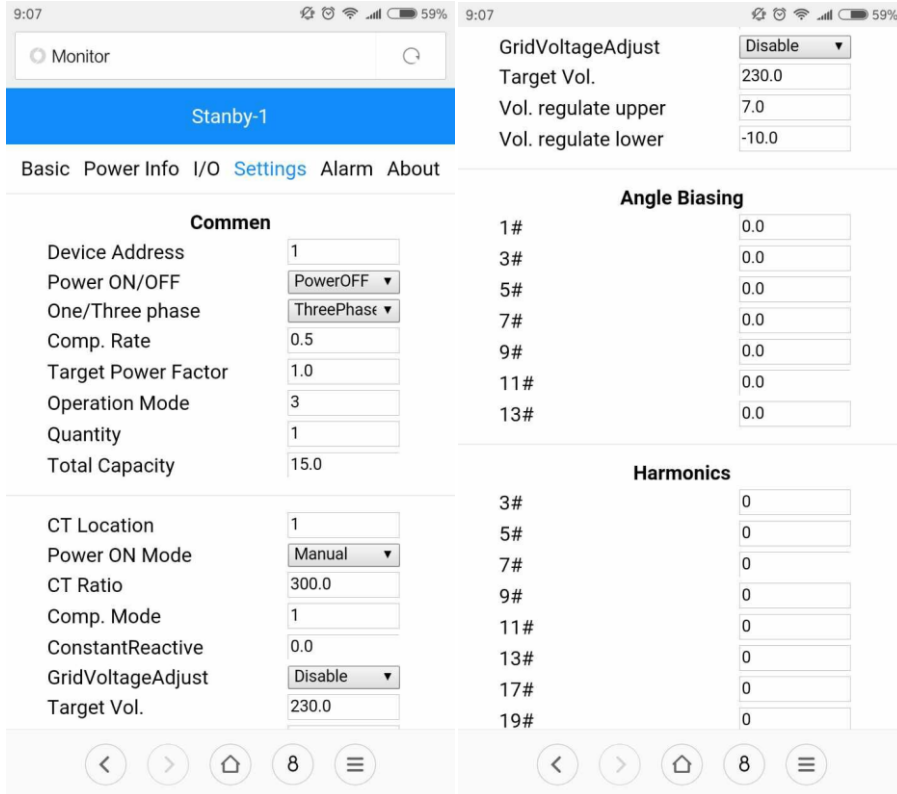 9:07
59%
Monitor
Stanby-1
Basic Power Info I/O Settings Alarm About
Commen
Device Address 1
Power ON/OFF PowerOFF
One/Three phase ThreePhase
Comp. Rate 0.5
Target Power Factor 1.0
Operation Mode 3
Quantity 1
Total Capacity 15.0
CT Location 1
Power ON Mode Manual
CT Ratio 300.0
Comp. Mode 1
ConstantReactive 0.0
GridVoltageAdjust Disable
Target Vol. 230.0
8
9:07
59%
GridVoltageAdjust Disable
Target Vol. 230.0
Vol. regulate upper 7.0
Vol. regulate lower -10.0
Angle Biasing
1# 0.0
3# 0.0
5# 0.0
7# 0.0
9# 0.0
11# 0.0
13# 0.0
Harmonics
3# 0
5# 0
7# 0
9# 0
11# 0
13# 0
17# 0
19# 0
8